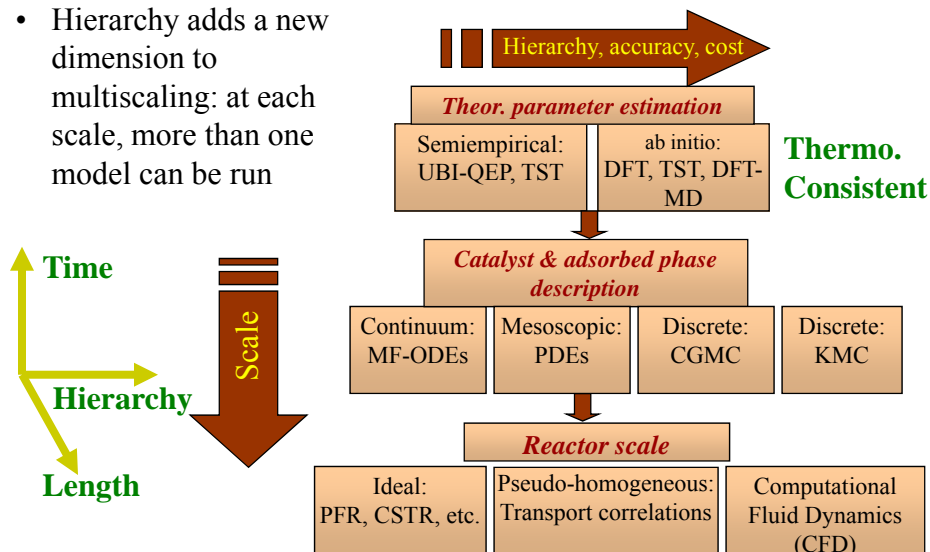 • Hierarchy adds a new
dimension to
multiscaling: at each
scale, more than one
model can be run
Hierarchy, accuracy, cost
Theor. parameter estimation
Semiempirical:
UBI-QEP, TST
ab initio:
DFT, TST, DFT-
MD
Thermo.
Consistent
Time
Hierarchy
Length
Scale
Catalyst & adsorbed phase
description
Continuum:
MF-ODEs
Mesoscopic:
PDEs
Discrete:
CGMC
Discrete:
KMC
Reactor scale
Ideal:
PFR, CSTR, etc.
Pseudo-homogeneous:
Transport correlations
Computational
Fluid Dynamics
(CFD)